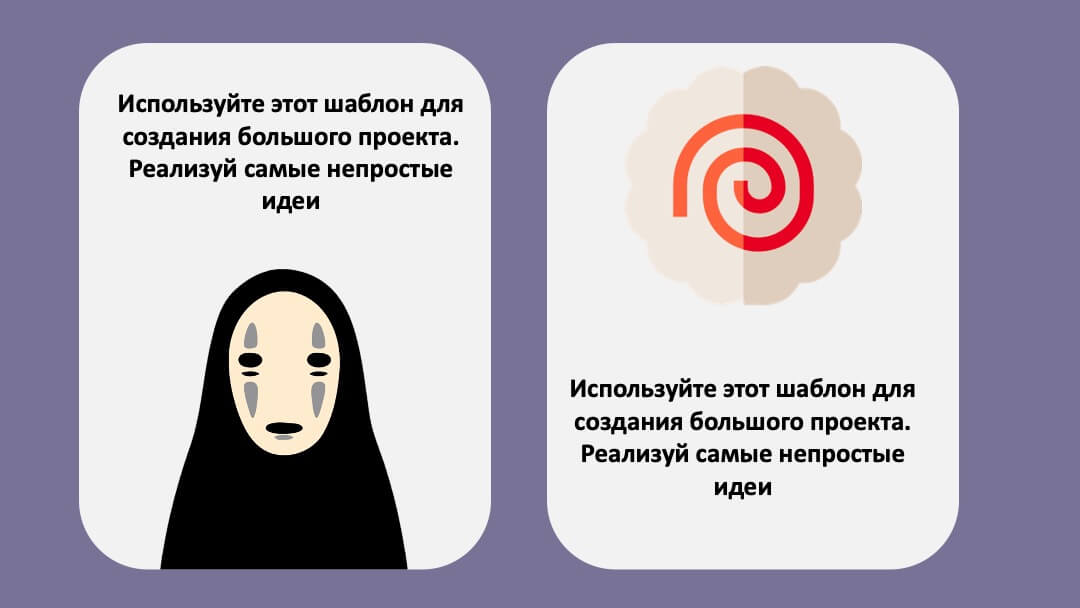 Используйте этот шаблон для
создания большого проекта.
Реализуй самые непростые
идеи
Используйте этот шаблон для
создания большого проекта.
Реализуй самые непростые
идеи